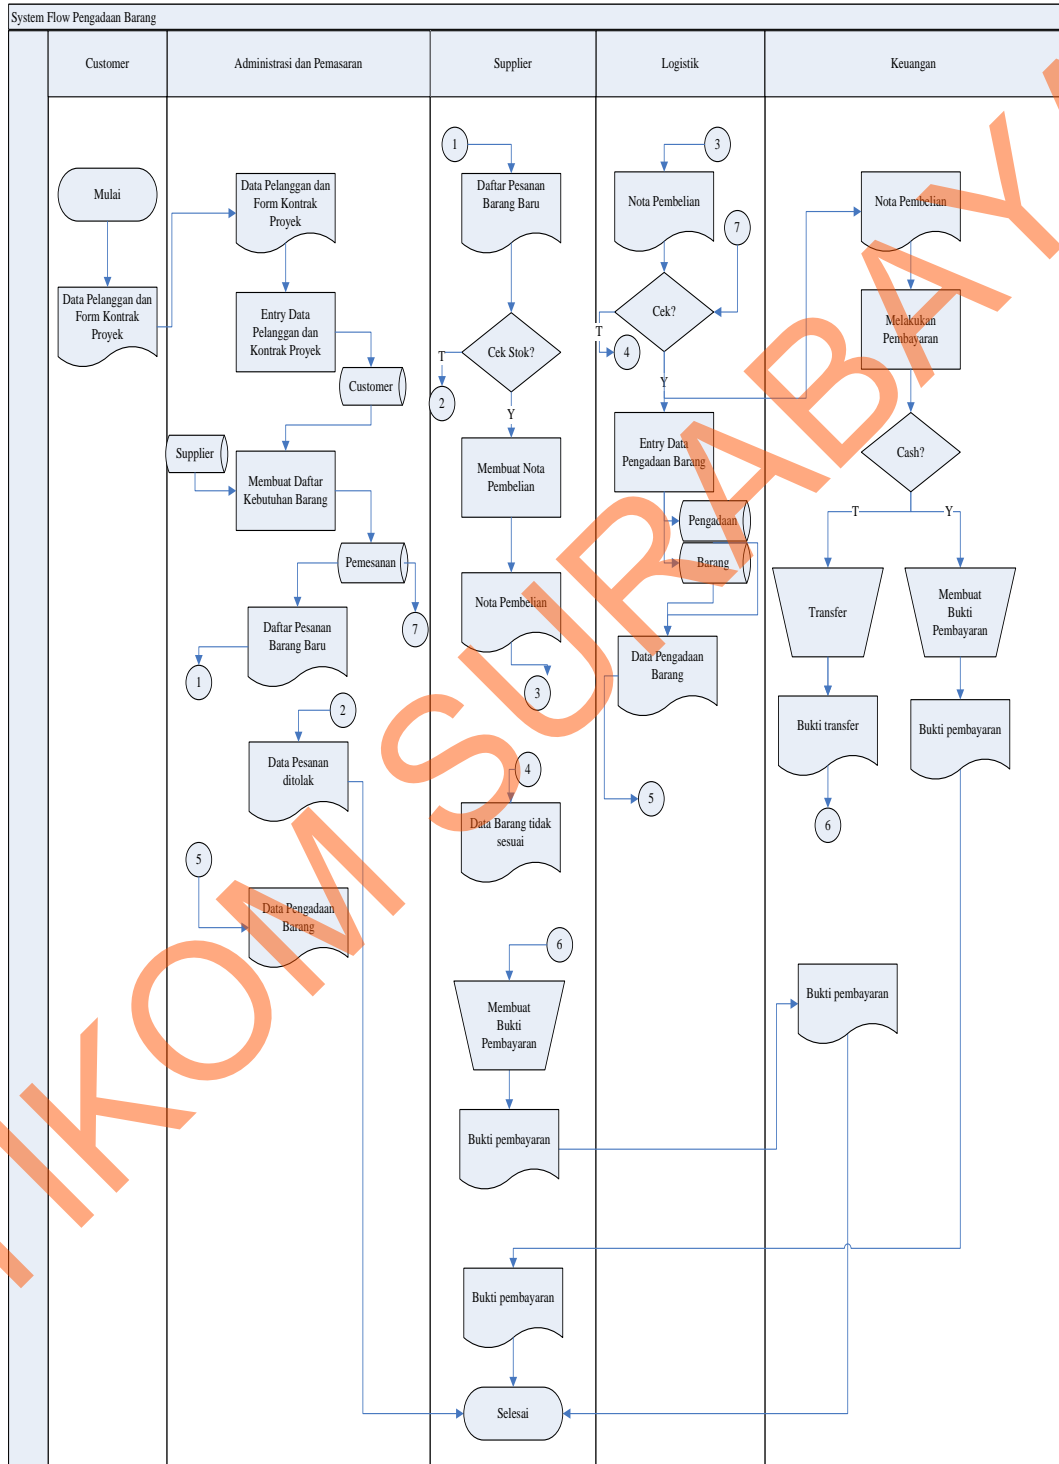 System Flow Pengadaan Barang
Customer
Administrasi dan Pemasaran
Supplier
Logistik
Keuangan
Mulai
Data Pelanggan dan
Form Kontrak
Proyek
Data Pelanggan dan
Form Kontrak
Proyek
Entry Data
Pelanggan dan
Kontrak Proyek
Customer
Supplier
Membuat Daftar
Kebutuhan Barang
Pemesanan
7
Daftar Pesanan
Barang Baru
1
2
Data Pesanan
ditolak
5
Data Pengadaan
Barang
1
Daftar Pesanan
Barang Baru
Cek Stok?
T
2
Y
Membuat Nota
Pembelian
Nota Pembelian
3
4
Data Barang tidak
sesuai
6
Membuat
Bukti
Pembayaran
Bukti pembayaran
Bukti pembayaran
Selesai
3
Nota Pembelian
7
Cek?
T
4
Y
Entry Data
Pengadaan Barang
Pengadaan
Barang
Data Pengadaan
Barang
5
Nota Pembelian
Melakukan
Pembayaran
Cash?
T
Y
Transfer
Membuat
Bukti
Pembayaran
Bukti transfer
Bukti pembayaran
6
Bukti pembayaran
IKOM SURABAYA